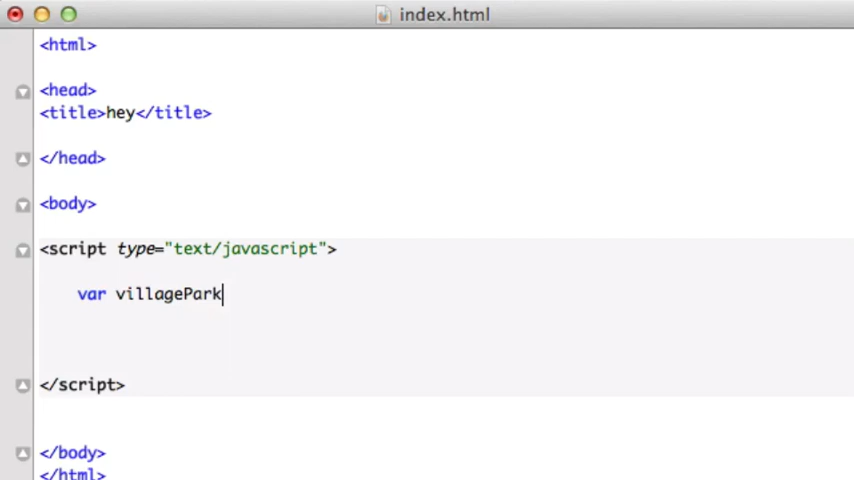 index.html
<html>
<head>
<title>hey</title>
</head>
<body>
<script type="text/javascript">
var villagePark
</script>
</body>
</html>